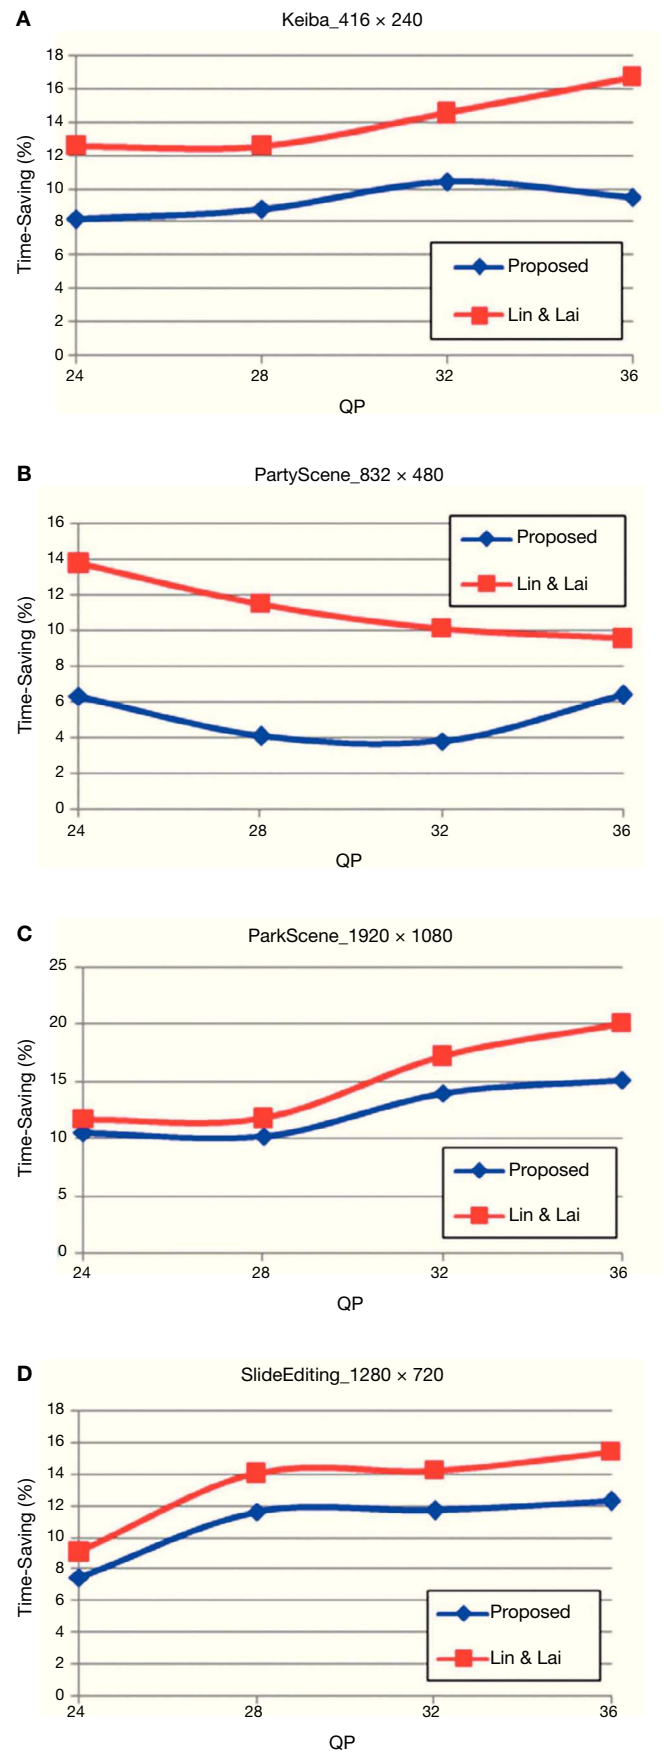 A
Keiba_416 × 240
18
16
14
12
10
8
6
4
2
0
Time-Saving (%)
Proposed
Lin & Lai
24 28 32 36
QP
B
PartyScene_832 × 480
16
14
12
10
8
6
4
2
0
Time-Saving (%)
Proposed
Lin & Lai
24 28 32 36
QP
C
ParkScene_1920 × 1080
25
20
15
10
5
0
Time-Saving (%)
Proposed
Lin & Lai
24 28 32 36
QP
D
SlideEditing_1280 × 720
18
16
14
12
10
8
6
4
2
0
Time-Saving (%)
Proposed
Lin & Lai
24 28 32 36
QP